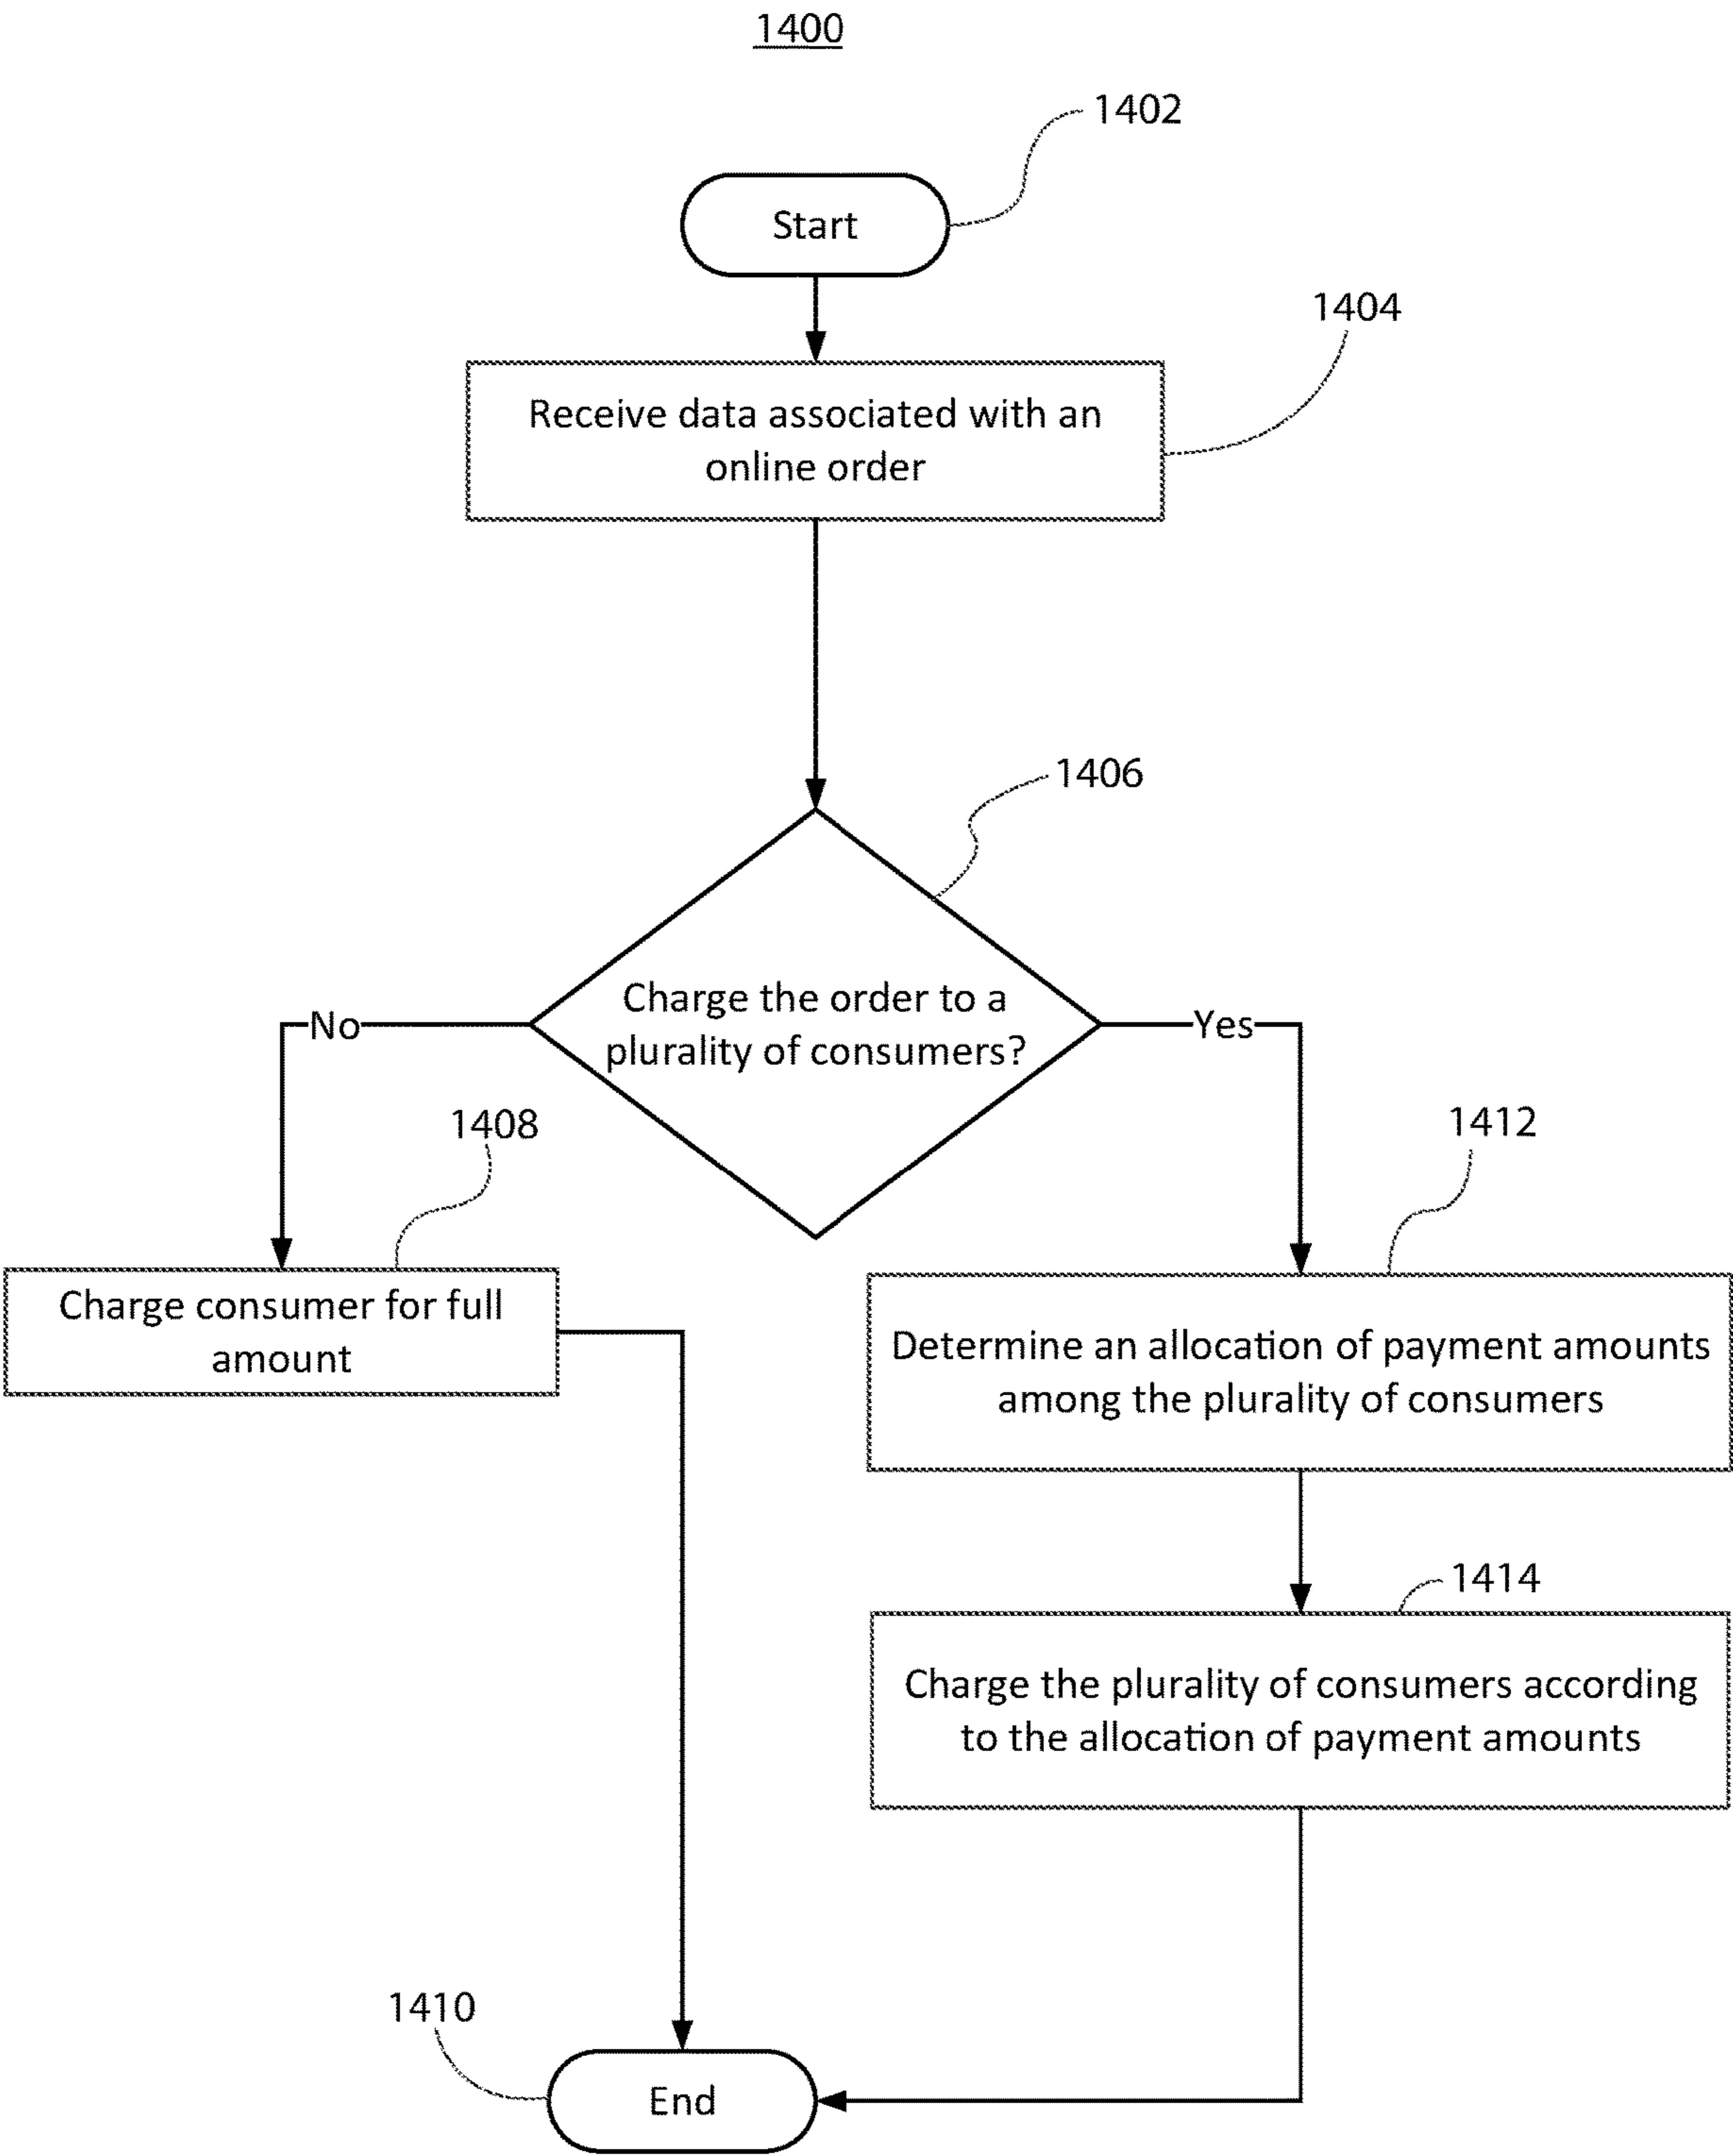 1400
1402
Start
1404
Receive data associated with an
online order
1406
Charge the order to a
plurality of consumers?
No
Yes
1408
Charge consumer for full
amount
1412
Determine an allocation of payment amounts
among the plurality of consumers
1414
Charge the plurality of consumers according
to the allocation of payment amounts
1410
End